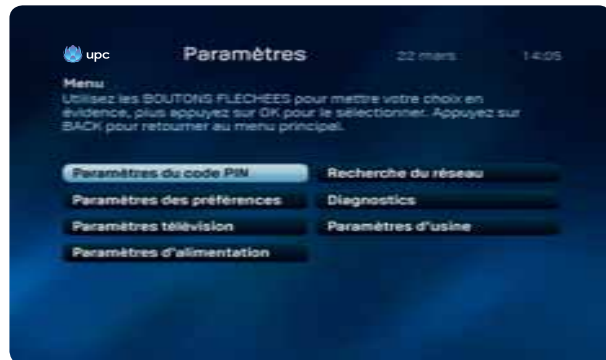 upc
Paramètres
22 mars
14:05
Menu
Utilisez les BOUTONS FLECHEES pour mettre votre choix en
évidence, plus appuyez sur OK pour le sélectionner. Appuyez sur
BACK pour retourner au menu principal.
Paramètres du code PIN
Recherche du réseau
Paramètres des préférences
Diagnostics
Paramètres télévision
Paramètres d'usine
Paramètres d'alimentation